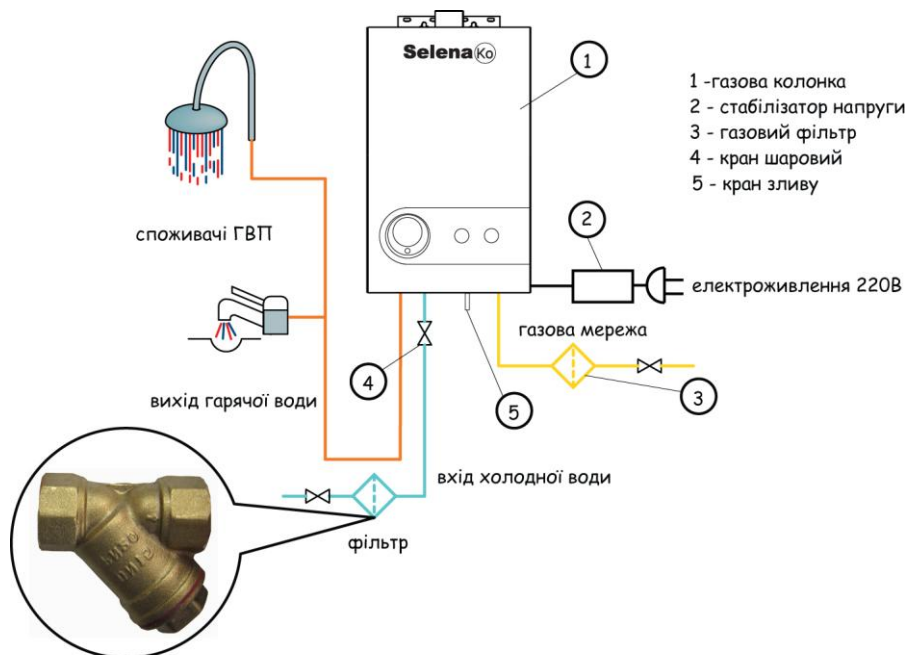 Selena Ko
1
1 -газова колонка
2 - стабілізатор напруги
3 - газовий фільтр
4 - кран шаровий
5 - кран зливу
2
споживачі ГВП
електроживлення 220В
газова мережа
4
3
5
вихід гарячої води
вхід холодної води
фільтр